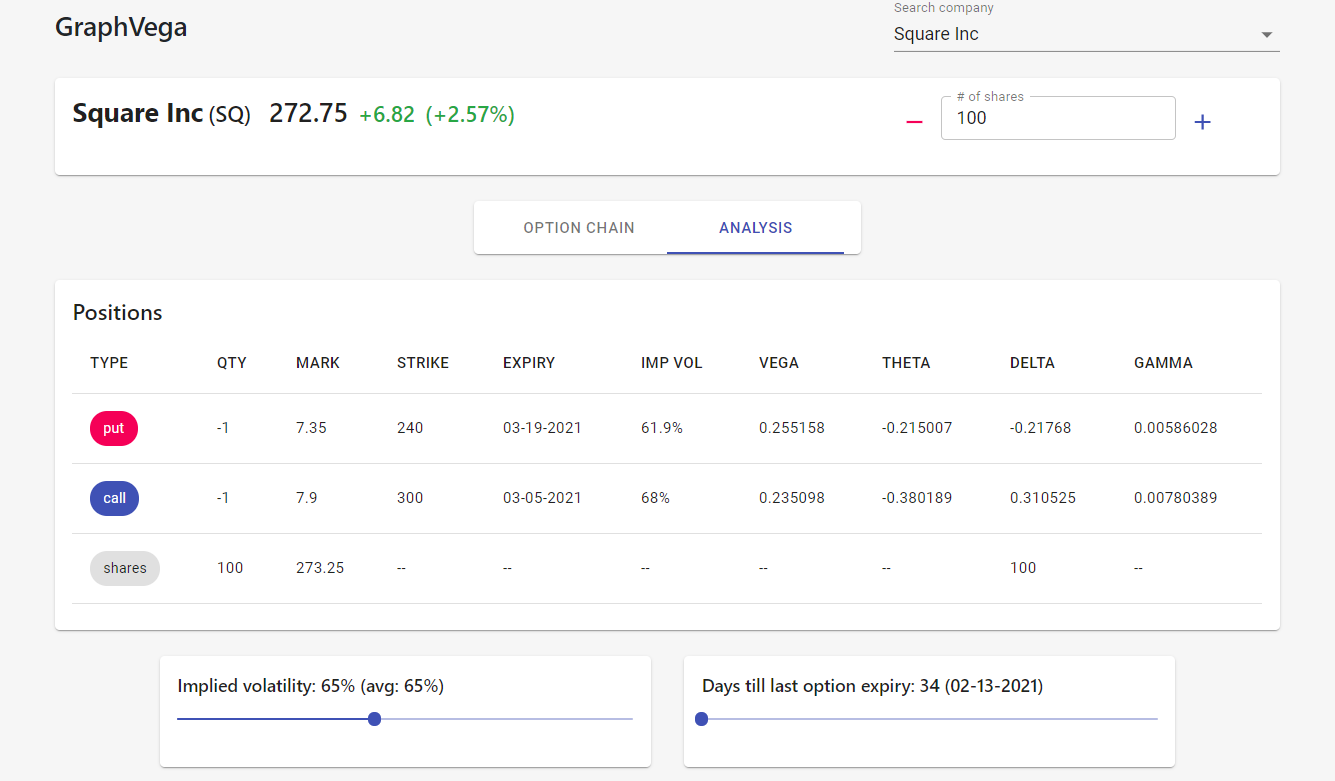 GraphVega
Search company
Square Inc
Square Inc (SQ) 272.75 +6.82 (+2.57%)
# of shares
− 100 +
OPTION CHAIN ANALYSIS
Positions
TYPE QTY MARK STRIKE EXPIRY IMP VOL VEGA THETA DELTA GAMMA
put -1 7.35 240 03-19-2021 61.9% 0.255158 -0.215007 -0.21768 0.00586028
call -1 7.9 300 03-05-2021 68% 0.235098 -0.380189 0.310525 0.00780389
shares 100 273.25 -- -- -- -- -- 100 --
Implied volatility: 65% (avg: 65%)
Days till last option expiry: 34 (02-13-2021)